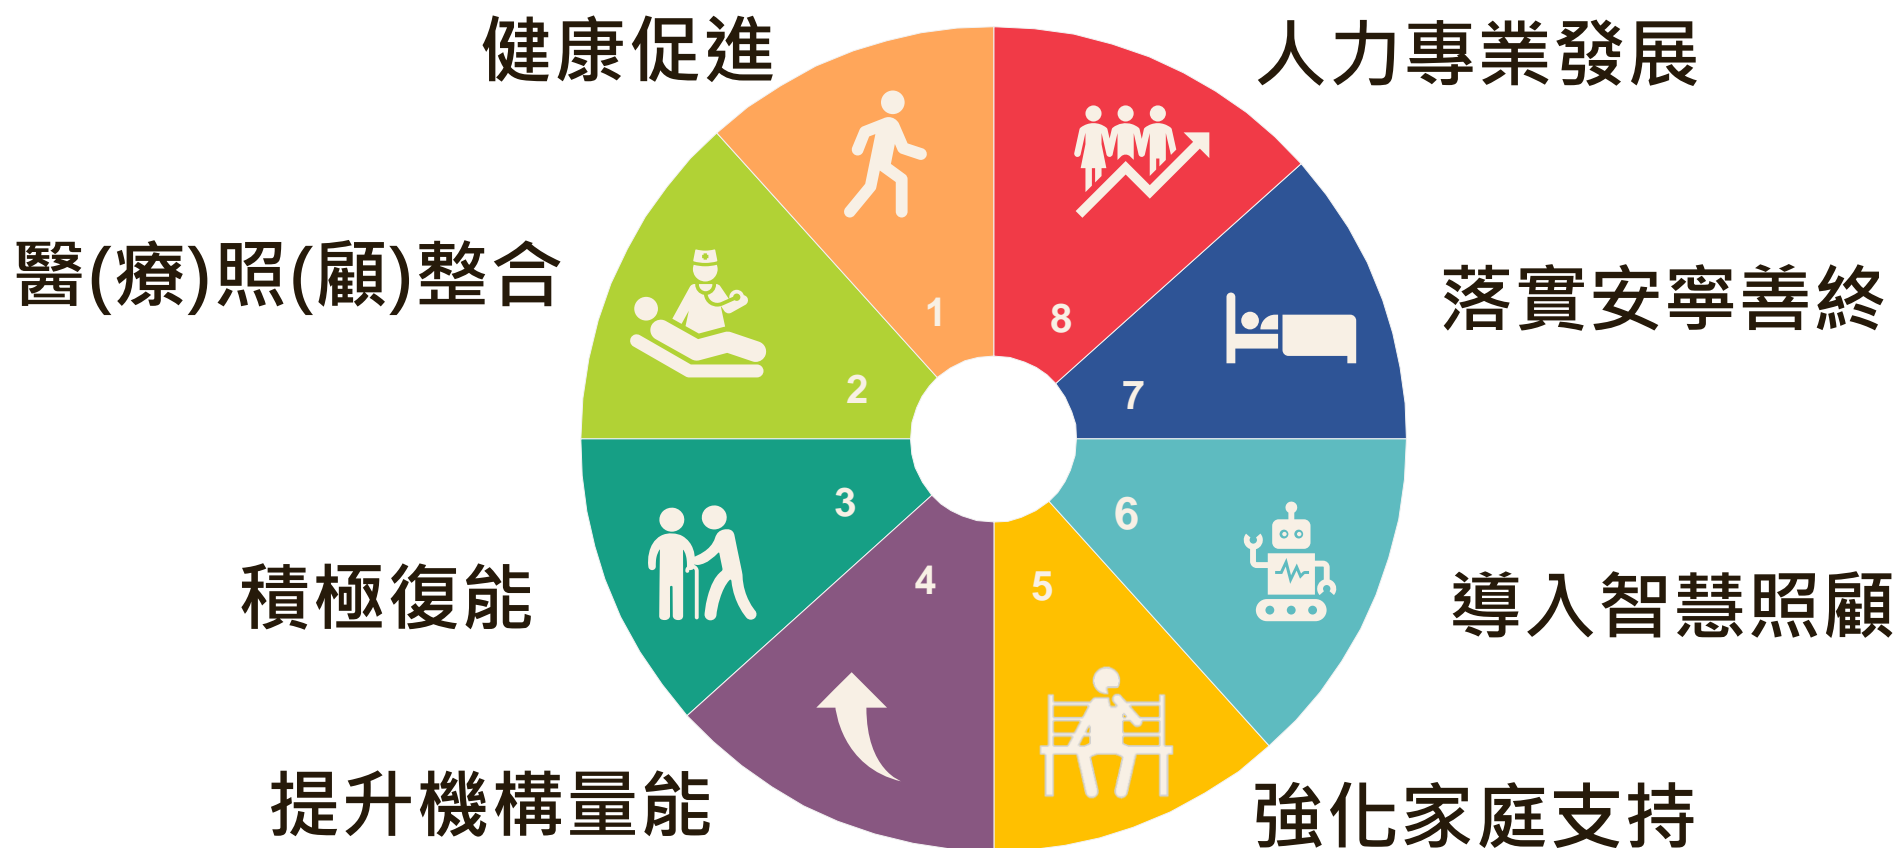 健康促進
1
醫(療)照(顧)整合
2
積極復能
3
提升機構量能
4
強化家庭支持
5
導入智慧照顧
6
落實安寧善終
7
人力專業發展
8